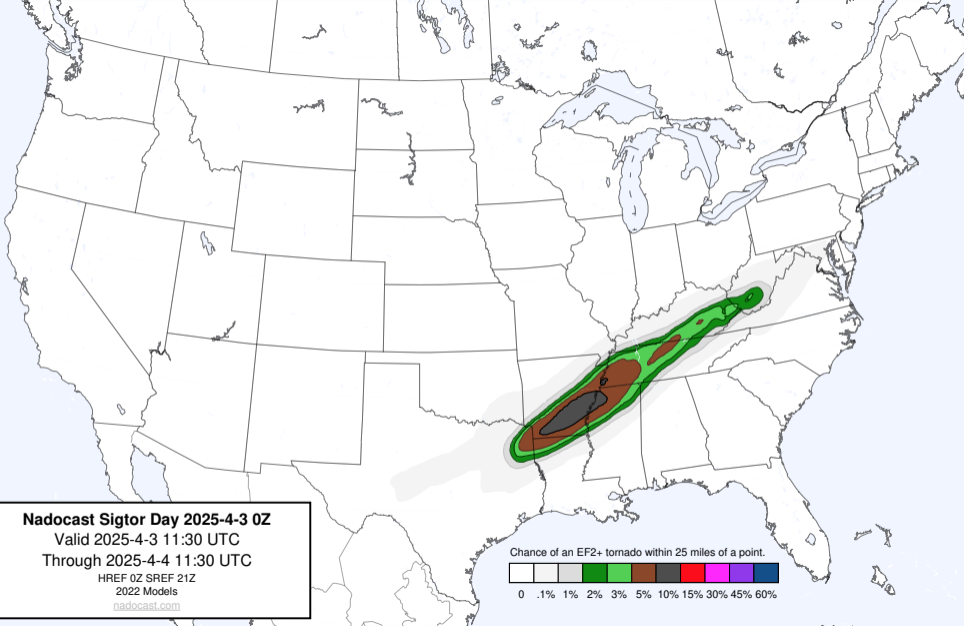 Nadocast Sigtor Day 2025-4-3 0Z
Valid 2025-4-3 11:30 UTC
Through 2025-4-4 11:30 UTC
HREF 0Z SREF 21Z
2022 Models
nadocast.com
Chance of an EF2+ tornado within 25 miles of a point.
0 .1% 1% 2% 3% 5% 10% 15% 30% 45% 60%